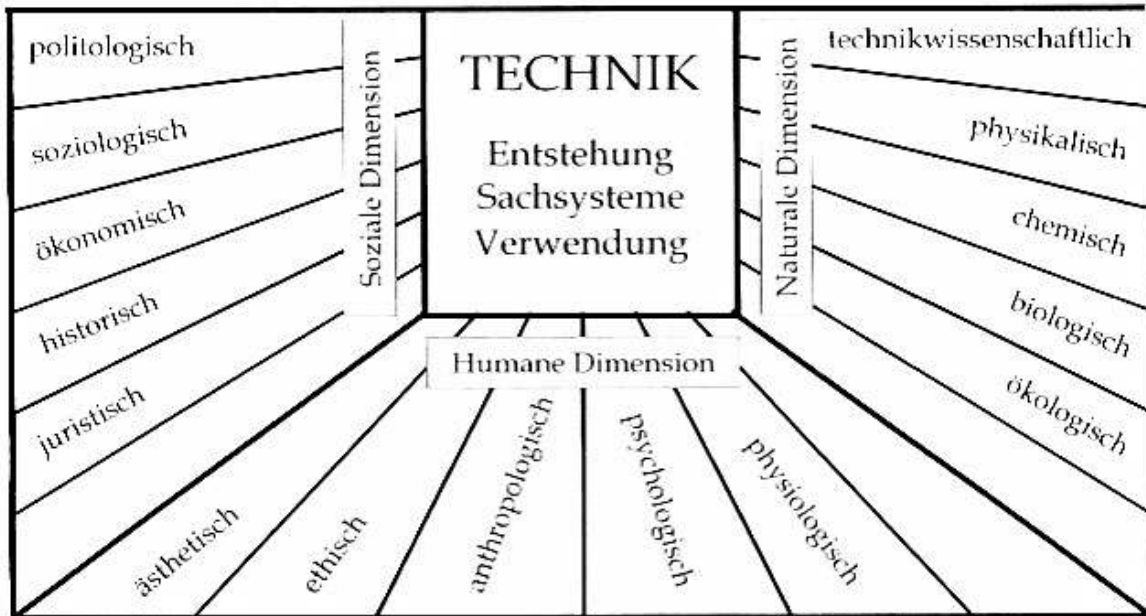 politologisch
soziologisch
ökonomisch
historisch
juristisch
Soziale Dimension
TECHNIK
Entstehung
Sachsysteme
Verwendung
Naturale Dimension
technikwissenschaftlich
physikalisch
chemisch
biologisch
ökologisch
Humane Dimension
ästhetisch
ethisch
anthropologisch
psychologisch
physiologisch